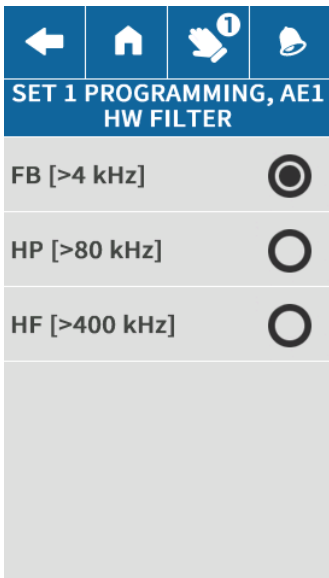 1
SET 1 PROGRAMMING, AE1
HW FILTER
FB [>4 kHz]
HP [>80 kHz]
HF [>400 kHz]